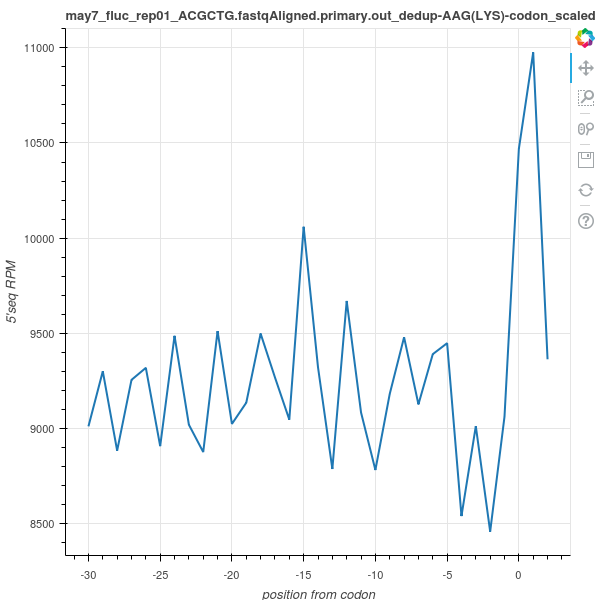 may7_fluc_rep01_ACGCTG.fastqAligned.primary.out_dedup-AAG(LYS)-codon_scaled
11000
10500
10000
9500
9000
8500
5'seq RPM
-30 -25 -20 -15 -10 -5 0
position from codon